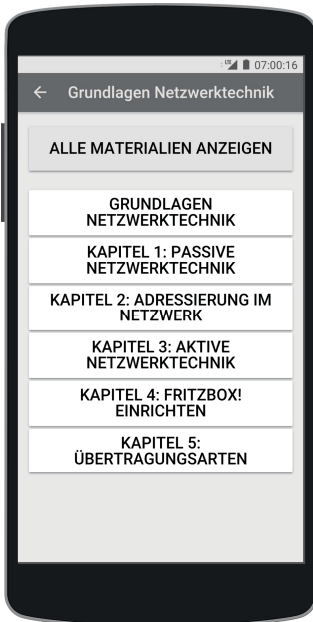 LTE 07:00:16
Grundlagen Netzwerktechnik
ALLE MATERIALIEN ANZEIGEN
GRUNDLAGEN
NETZWERKTECHNIK
KAPITEL 1: PASSIVE
NETZWERKTECHNIK
KAPITEL 2: ADRESSIERUNG IM
NETZWERK
KAPITEL 3: AKTIVE
NETZWERKTECHNIK
KAPITEL 4: FRITZBOX!
EINRICHTEN
KAPITEL 5:
ÜBERTRAGUNGSARTEN